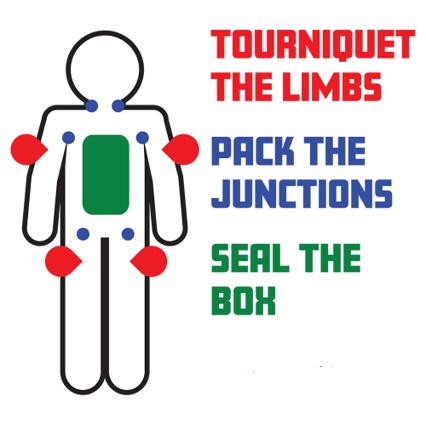 TOURNIQUET
THE LIMBS
PACK THE
JUNCTIONS
SEAL THE
BOX